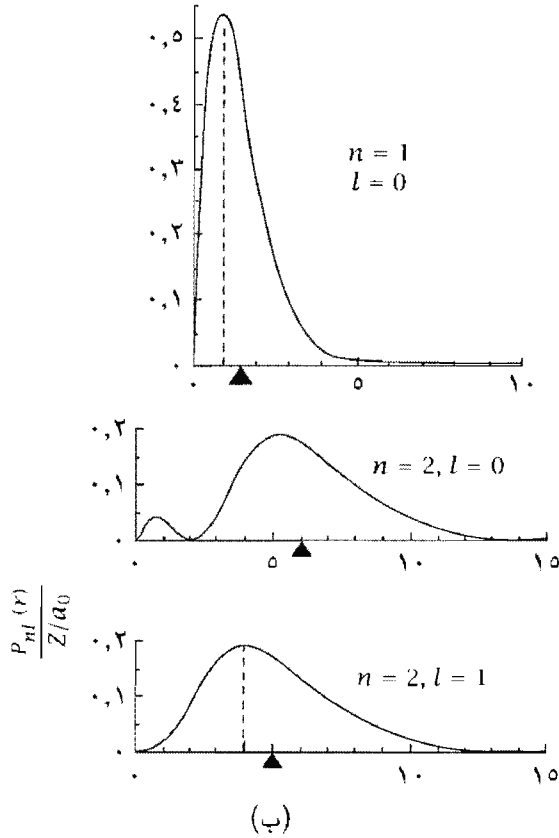 ٠,٥
٠,٤
٠,٣
٠,٢
٠,١
٠
n = 1
l = 0
٠ ٥ ١٠
٠,٢
٠,١
٠
n = 2, l = 0
٠ ٥ ١٠ ١٥
P_nl (r)
Z/a_0
٠,٢
٠,١
٠
n = 2, l = 1
٠ ١٠ ١٥
(ب)